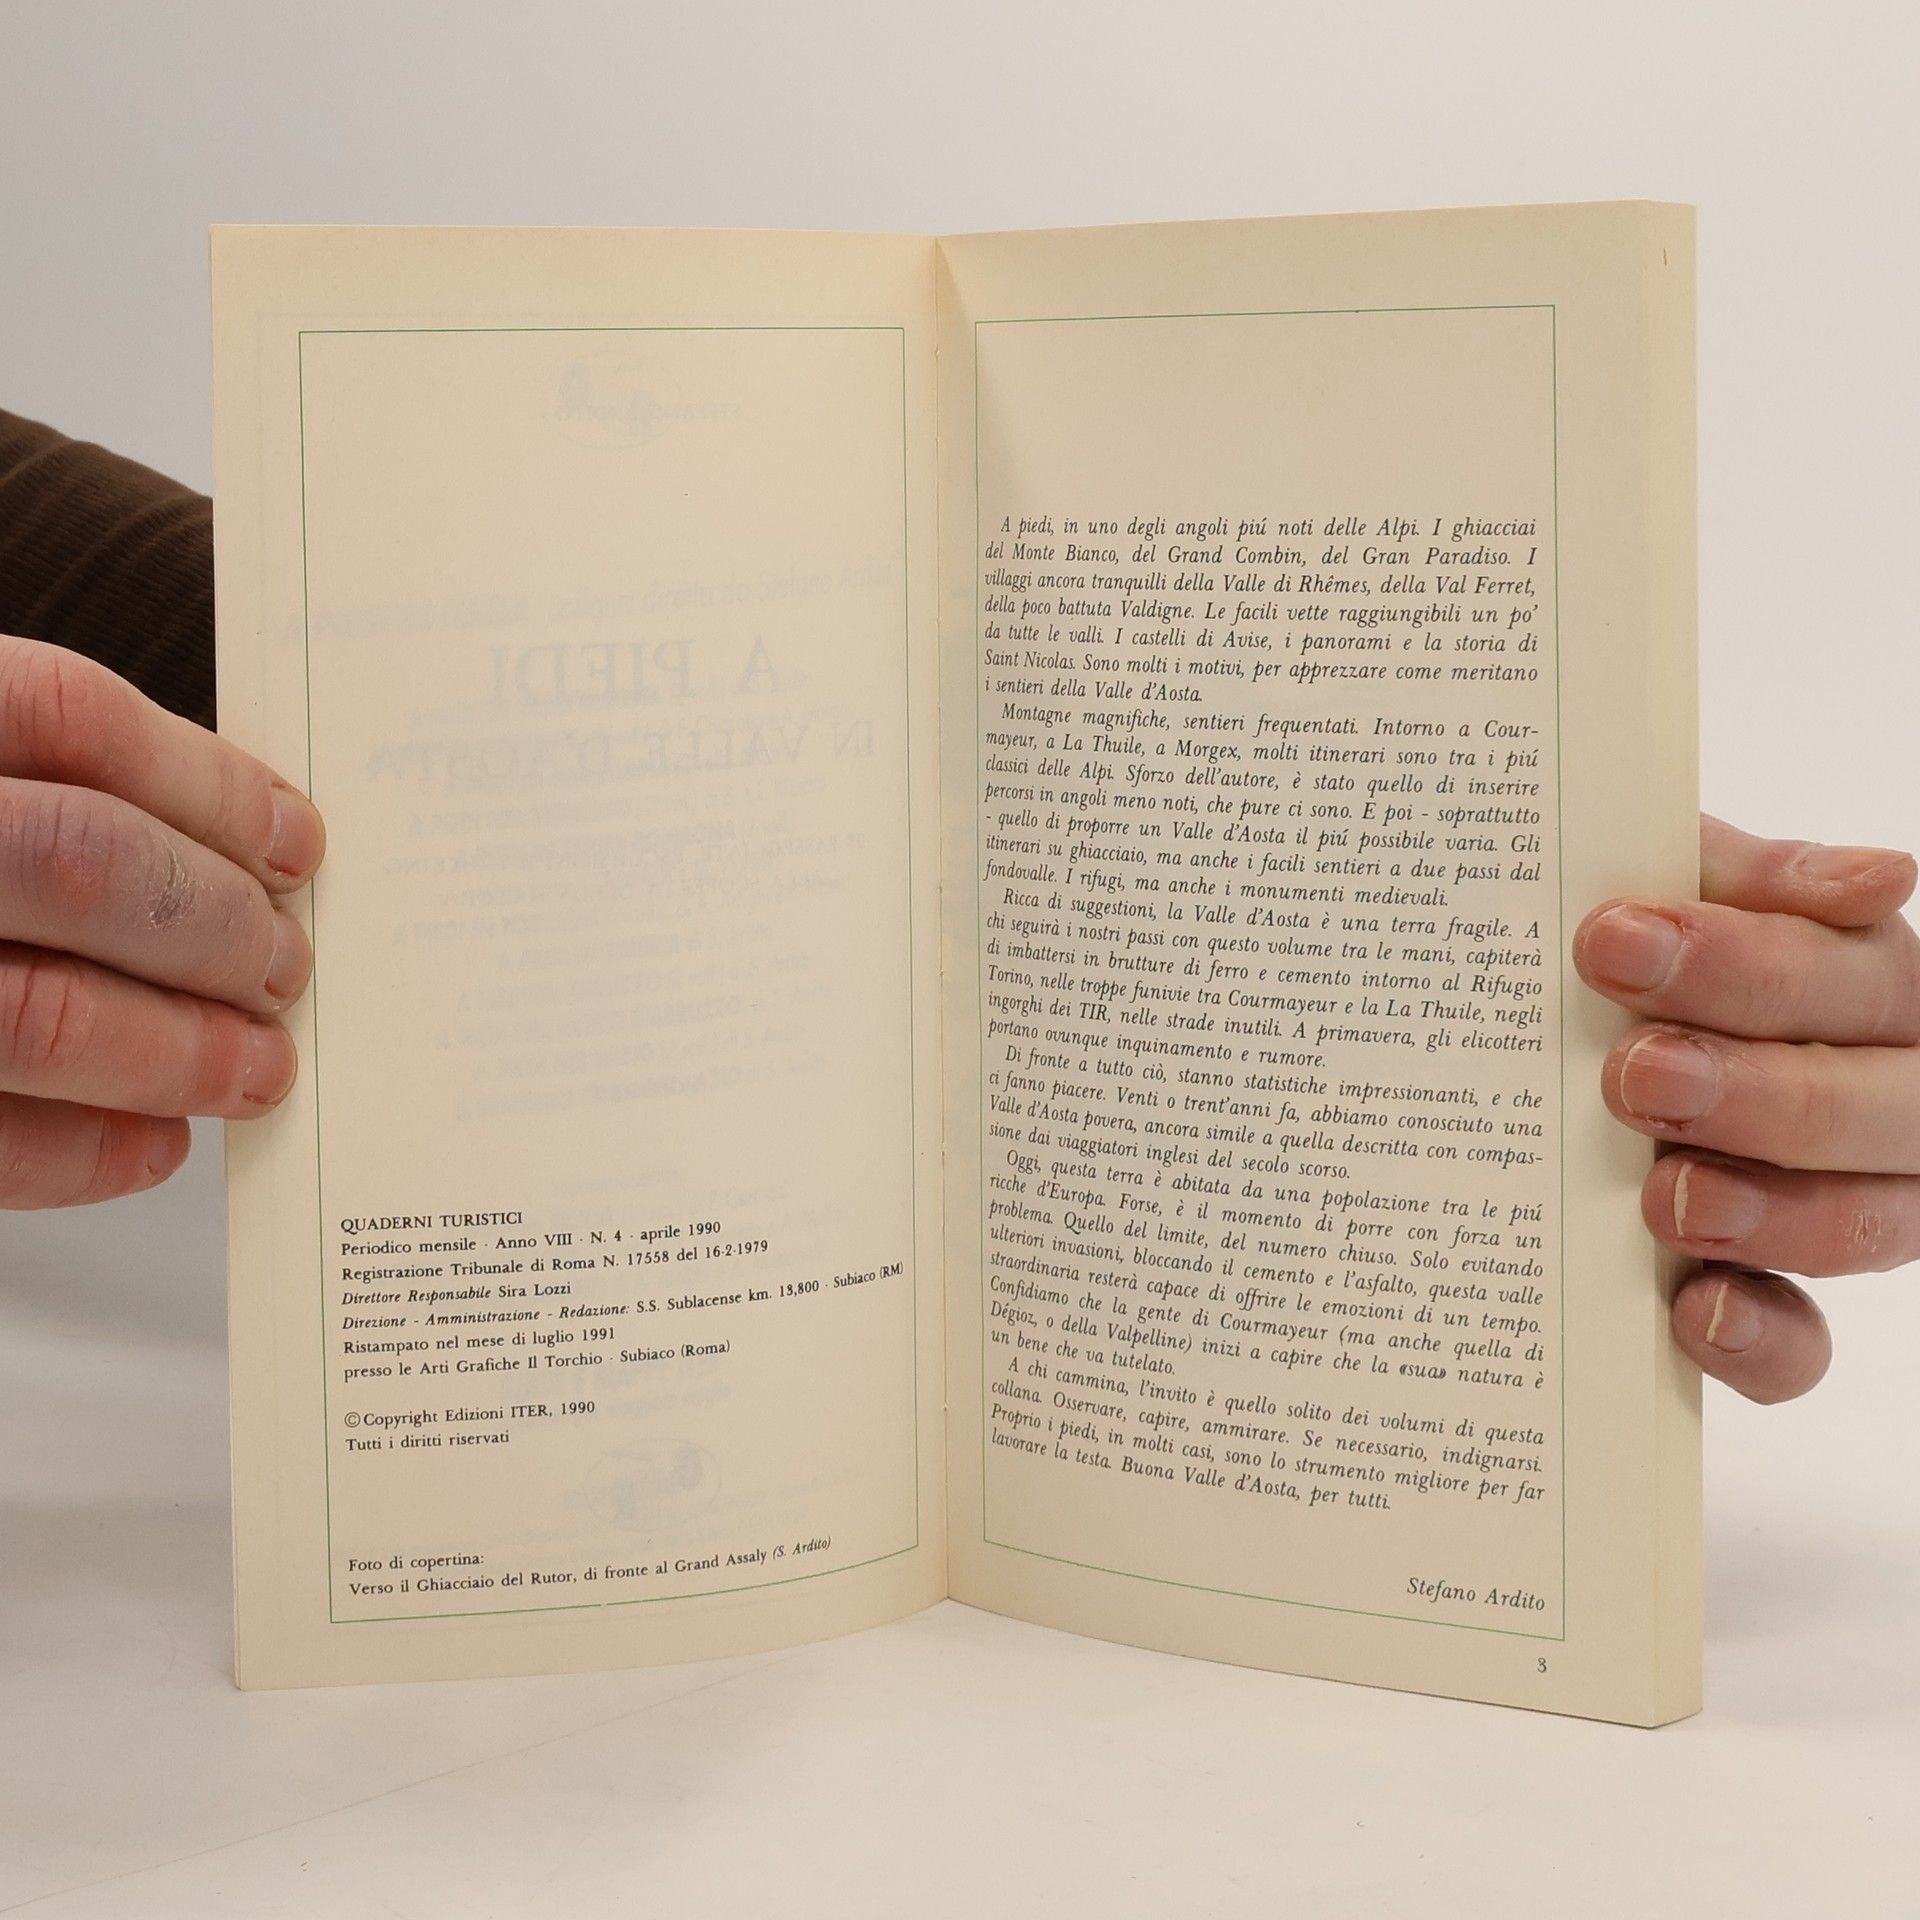 QUADERNI TURISTICI
Periodico mensile · Anno VIII · N. 4 · aprile 1990
Registrazione Tribunale di Roma N. 17558 del 16-2-1979
Direttore Responsabile Sira Lozzi
Direzione - Amministrazione - Redazione: S.S. Sublacense km. 13,800 · Subiaco (RM)
Ristampato nel mese di luglio 1991
presso le Arti Grafiche Il Torchio · Subiaco (Roma)
©Copyright Edizioni ITER, 1990
Tutti i diritti riservati
Foto di copertina:
Verso il Ghiacciaio del Rutor, di fronte al Grand Assaly (S. Ardito)
A piedi, in uno degli angoli piú noti delle Alpi. I ghiacciai
del Monte Bianco, del Grand Combin, del Gran Paradiso. I
villaggi ancora tranquilli della Valle di Rhêmes, della Val Ferret,
della poco battuta Valdigne. Le facili vette raggiungibili un po'
da tutte le valli. I castelli di Avise, i panorami e la storia di
Saint Nicolas. Sono molti i motivi, per apprezzare come meritano
i sentieri della Valle d'Aosta.
Montagne magnifiche, sentieri frequentati. Intorno a Cour-
mayeur, a La Thuile, a Morgex, molti itinerari sono tra i piú
classici delle Alpi. Sforzo dell'autore, è stato quello di inserire
percorsi in angoli meno noti, che pure ci sono. E poi - soprattutto
- quello di proporre un Valle d'Aosta il piú possibile varia. Gli
itinerari su ghiacciaio, ma anche i facili sentieri a due passi dal
fondovalle. I rifugi, ma anche i monumenti medievali.
Ricca di suggestioni, la Valle d'Aosta è una terra fragile. A
chi seguirà i nostri passi con questo volume tra le mani, capiterà
di imbattersi in brutture di ferro e cemento intorno al Rifugio
Torino, nelle troppe funivie tra Courmayeur e la La Thuile, negli
ingorghi dei TIR, nelle strade inutili. A primavera, gli elicotteri
portano ovunque inquinamento e rumore.
Di fronte a tutto ciò, stanno statistiche impressionanti, e che
ci fanno piacere. Venti o trent'anni fa, abbiamo conosciuto una
Valle d'Aosta povera, ancora simile a quella descritta con compas-
sione dai viaggiatori inglesi del secolo scorso.
Oggi, questa terra è abitata da una popolazione tra le piú
ricche d'Europa. Forse, è il momento di porre con forza un
problema. Quello del limite, del numero chiuso. Solo evitando
ulteriori invasioni, bloccando il cemento e l'asfalto, questa valle
straordinaria resterà capace di offrire le emozioni di un tempo.
Confidiamo che la gente di Courmayeur (ma anche quella di
Dégioz, o della Valpelline) inizi a capire che la «sua» natura è
un bene che va tutelato.
A chi cammina, l'invito è quello solito dei volumi di questa
collana. Osservare, capire, ammirare. Se necessario, indignarsi.
Proprio i piedi, in molti casi, sono lo strumento migliore per far
lavorare la testa. Buona Valle d'Aosta, per tutti.
Stefano Ardito
3